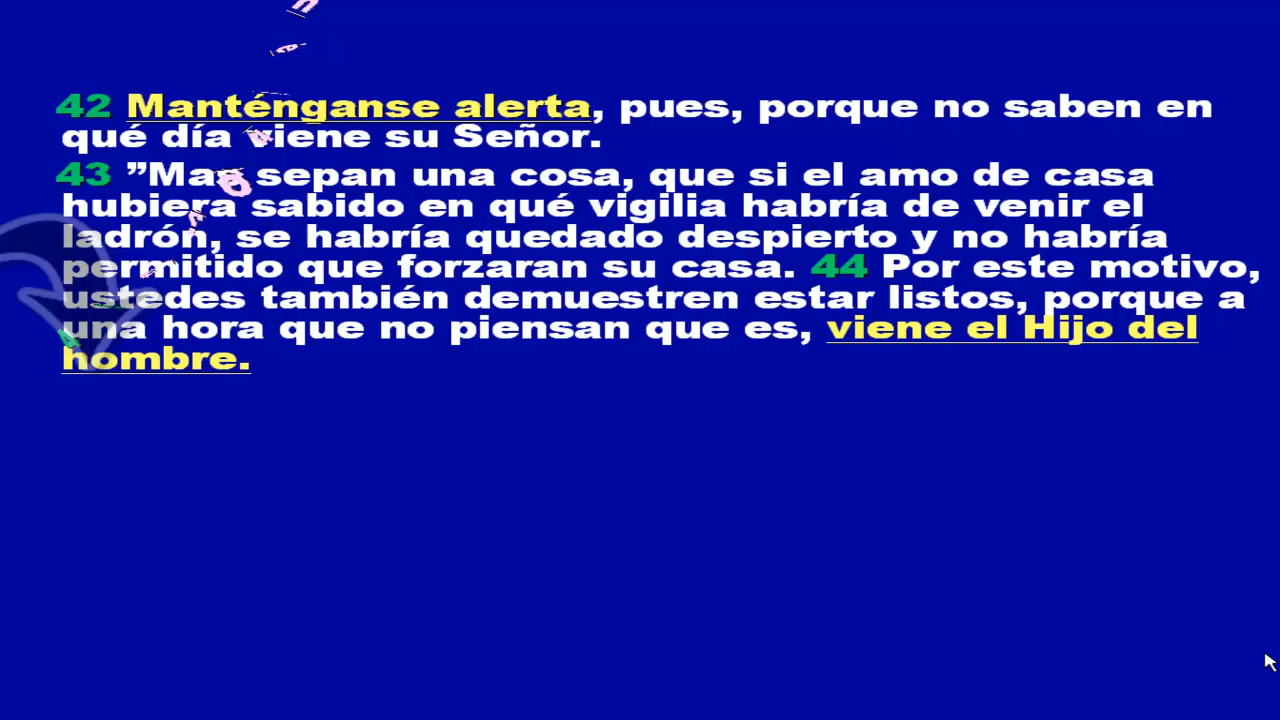 42 Manténganse alerta, pues, porque no saben en
qué día viene su Señor.
43 ”Mas sepan una cosa, que si el amo de casa
hubiera sabido en qué vigilia habría de venir el
ladrón, se habría quedado despierto y no habría
permitido que forzaran su casa. 44 Por este motivo,
ustedes también demuestren estar listos, porque a
una hora que no piensan que es, viene el Hijo del
hombre.